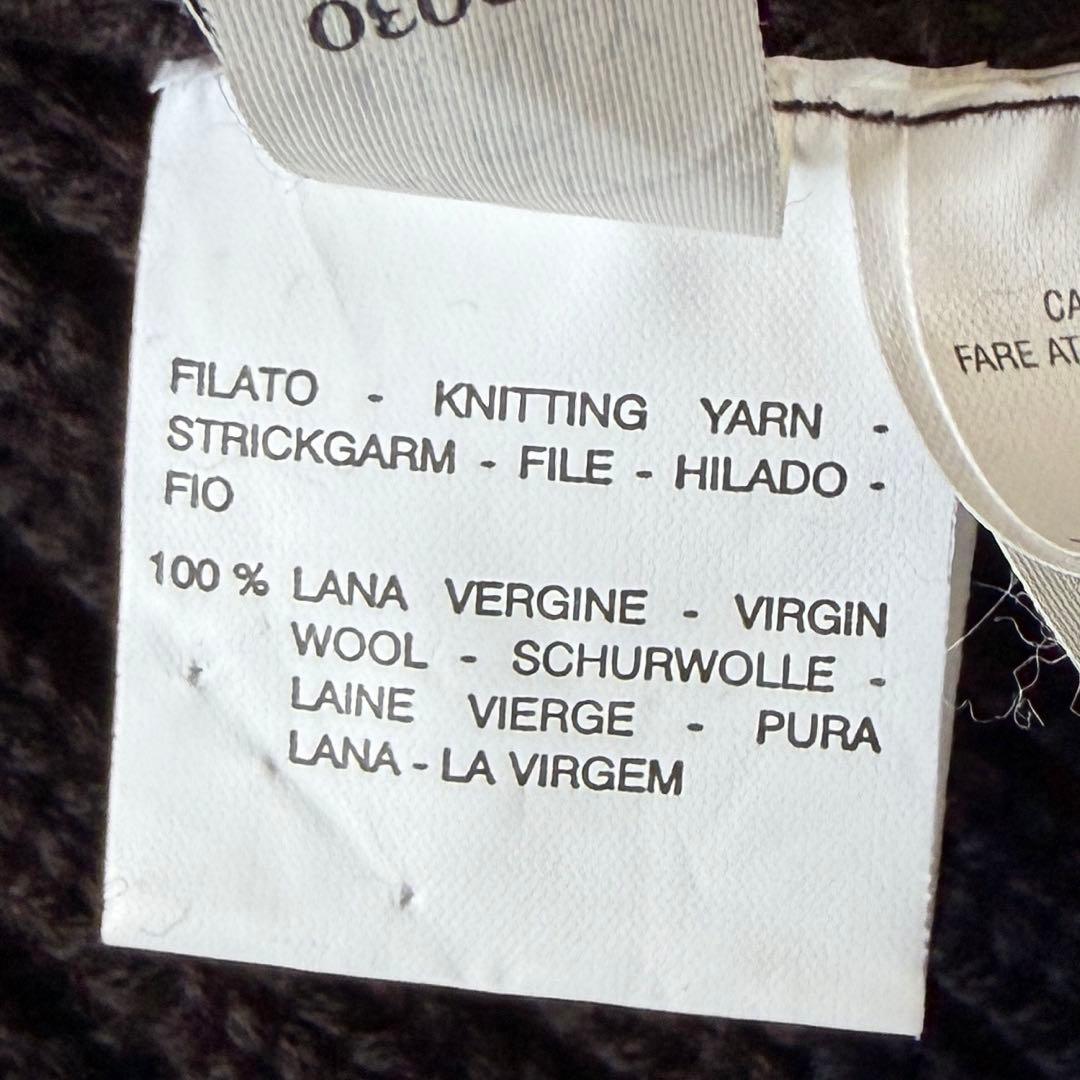 FILATO - KNITTING YARN -
STRICKGARM - FILE - HILADO -
FIO
100 % LANA VERGINE - VIRGIN
WOOL - SCHURWOLLE -
LAINE VIERGE - PURA
LANA - LA VIRGEM
FARE